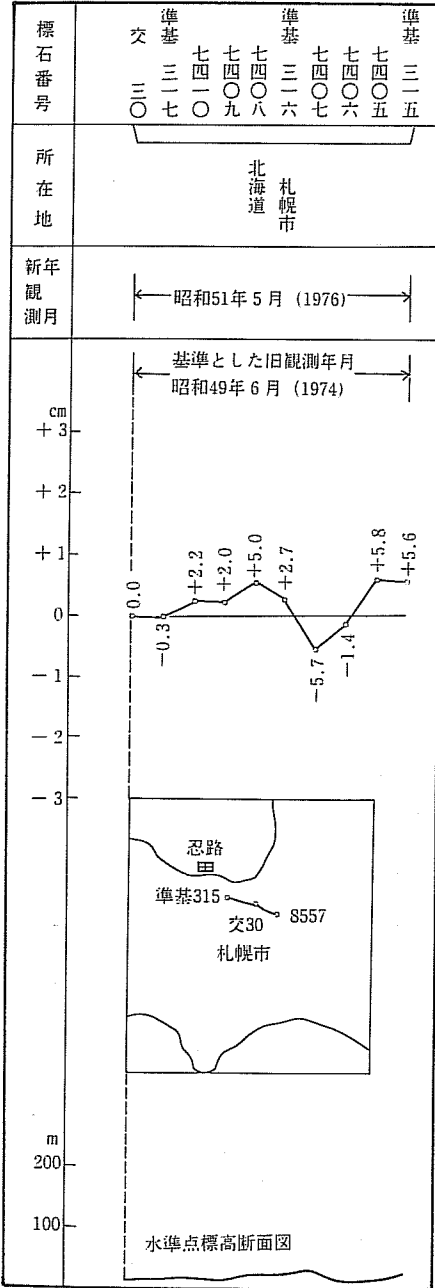 標石番号
交 三〇
準基 三一七
七四一〇
七四〇九
七四〇八
準基 三一六
七四〇七
七四〇六
七四〇五
準基 三一五
所在地
北海道
札幌市
新観測年月
昭和51年5月 (1976)
基準とした旧観測年月
昭和49年6月 (1974)
cm
+3
+2
+1
0
-1
-2
-3
0.0
-0.3
+2.2
+2.0
+5.0
+2.7
-5.7
-1.4
+5.8
+5.6
忍路
準基315
交30
8557
札幌市
m
200
100
水準点標高断面図